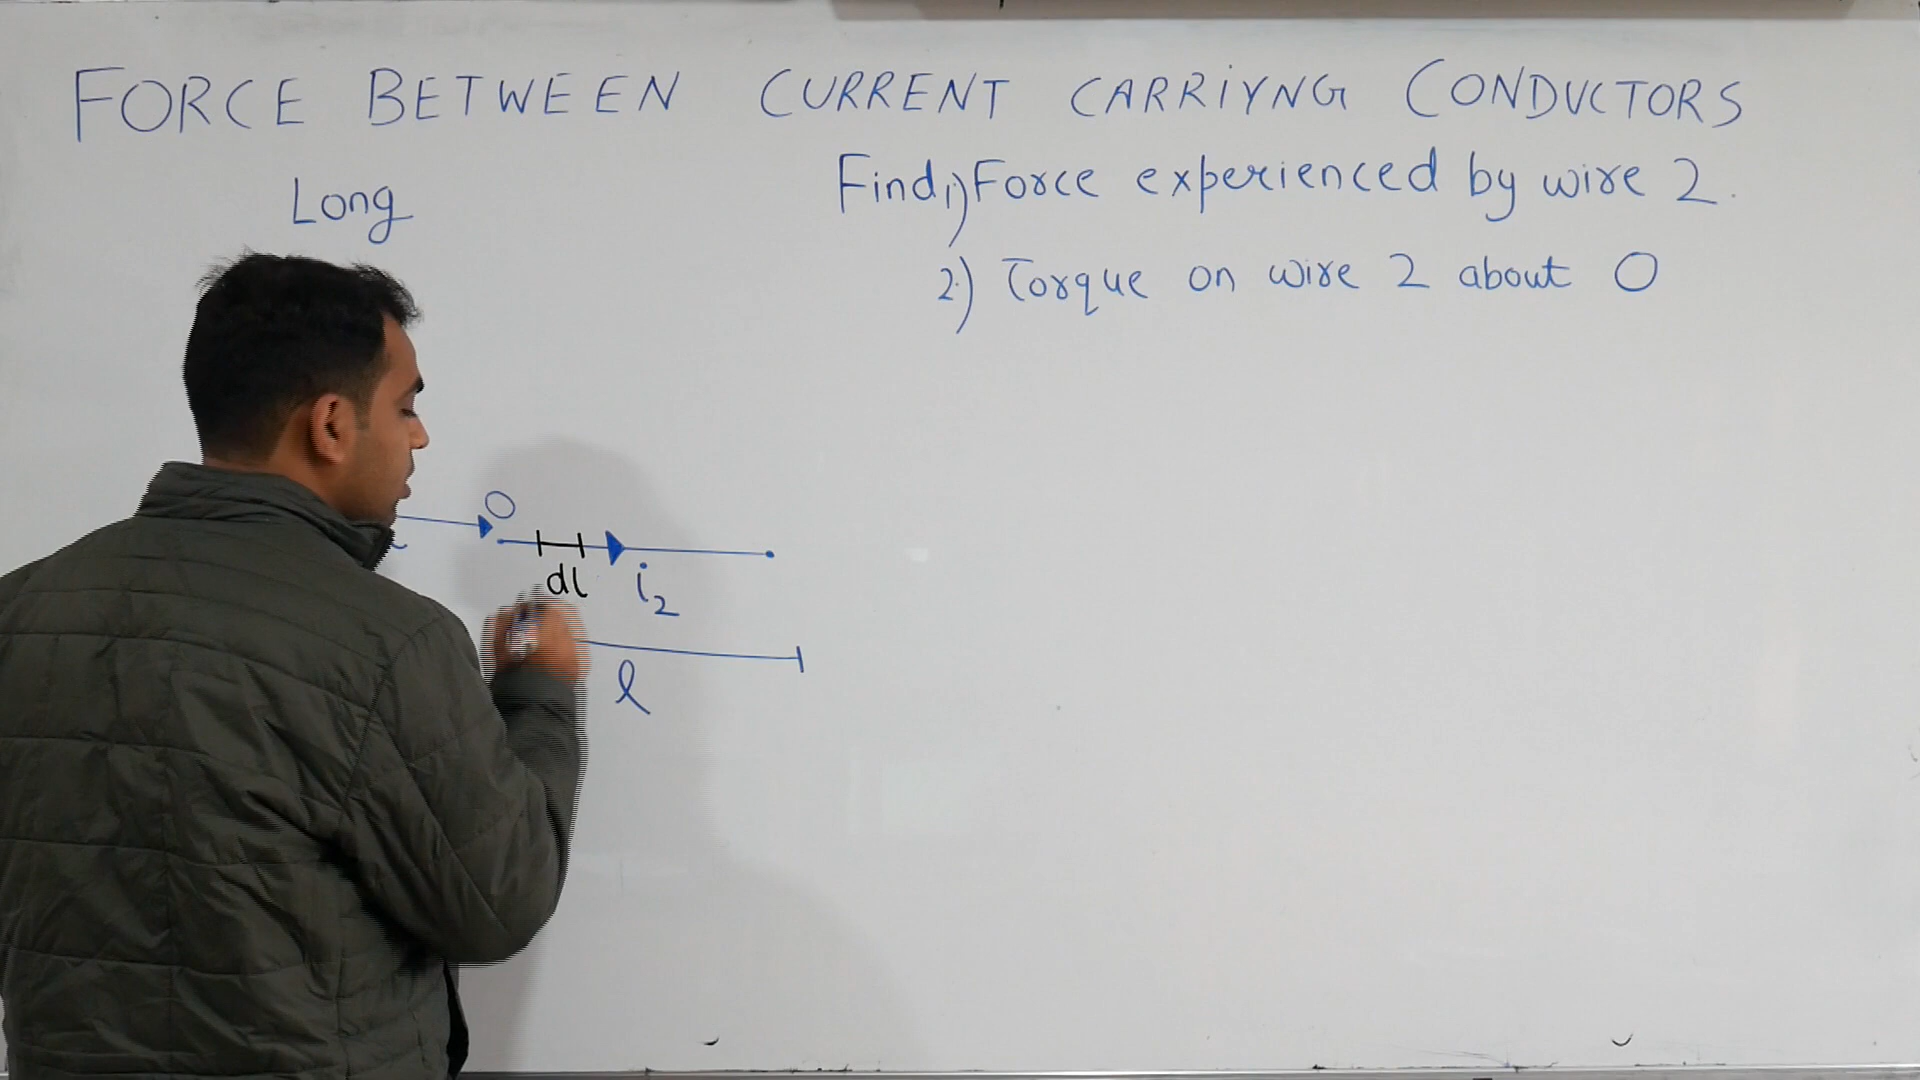 FORCE BETWEEN CURRENT CARRIYNG CONDUCTORS
Long
Find 1) Force experienced by wire 2.
2) Torque on wire 2 about O
O
dl
i2
l